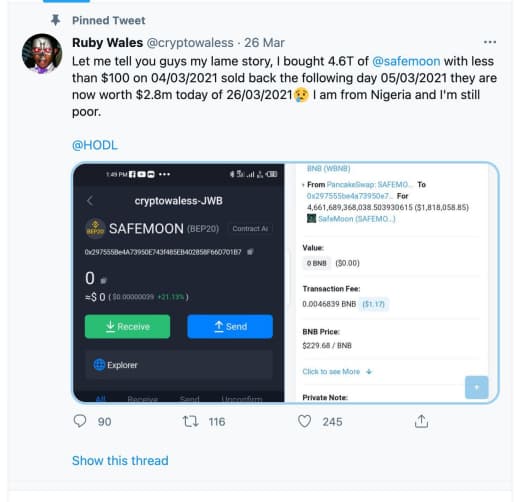 Pinned Tweet
Ruby Wales @cryptowaless · 26 Mar
Let me tell you guys my lame story, I bought 4.6T of @safemoon with less
than $100 on 04/03/2021 sold back the following day 05/03/2021 they are
now worth $2.8m today of 26/03/2021😢 I am from Nigeria and I'm still
poor.
@HODL
1:49 PM
cryptowaless-JWB
BEP20
SAFEMOON (BEP20) Contract Ad
0x297555Be4A73950E743f485EB402858F66D701B7
0
≈$ 0 ( $0.00000039 +21.13% )
Receive
Send
Explorer
All Receive Send Unconfirm
BNB (WBNB)
From PancakeSwap: SAFEMO... To
0x297555be4a73950e7.. For
4,661,689,368,038.503930615 ($1,818,058.85)
SafeMoon (SAFEMO...)
Value:
0 BNB ($0.00)
Transaction Fee:
0.0046839 BNB ($1.17)
BNB Price:
$229.68 / BNB
Click to see More
Private Note:
90 116 245
Show this thread